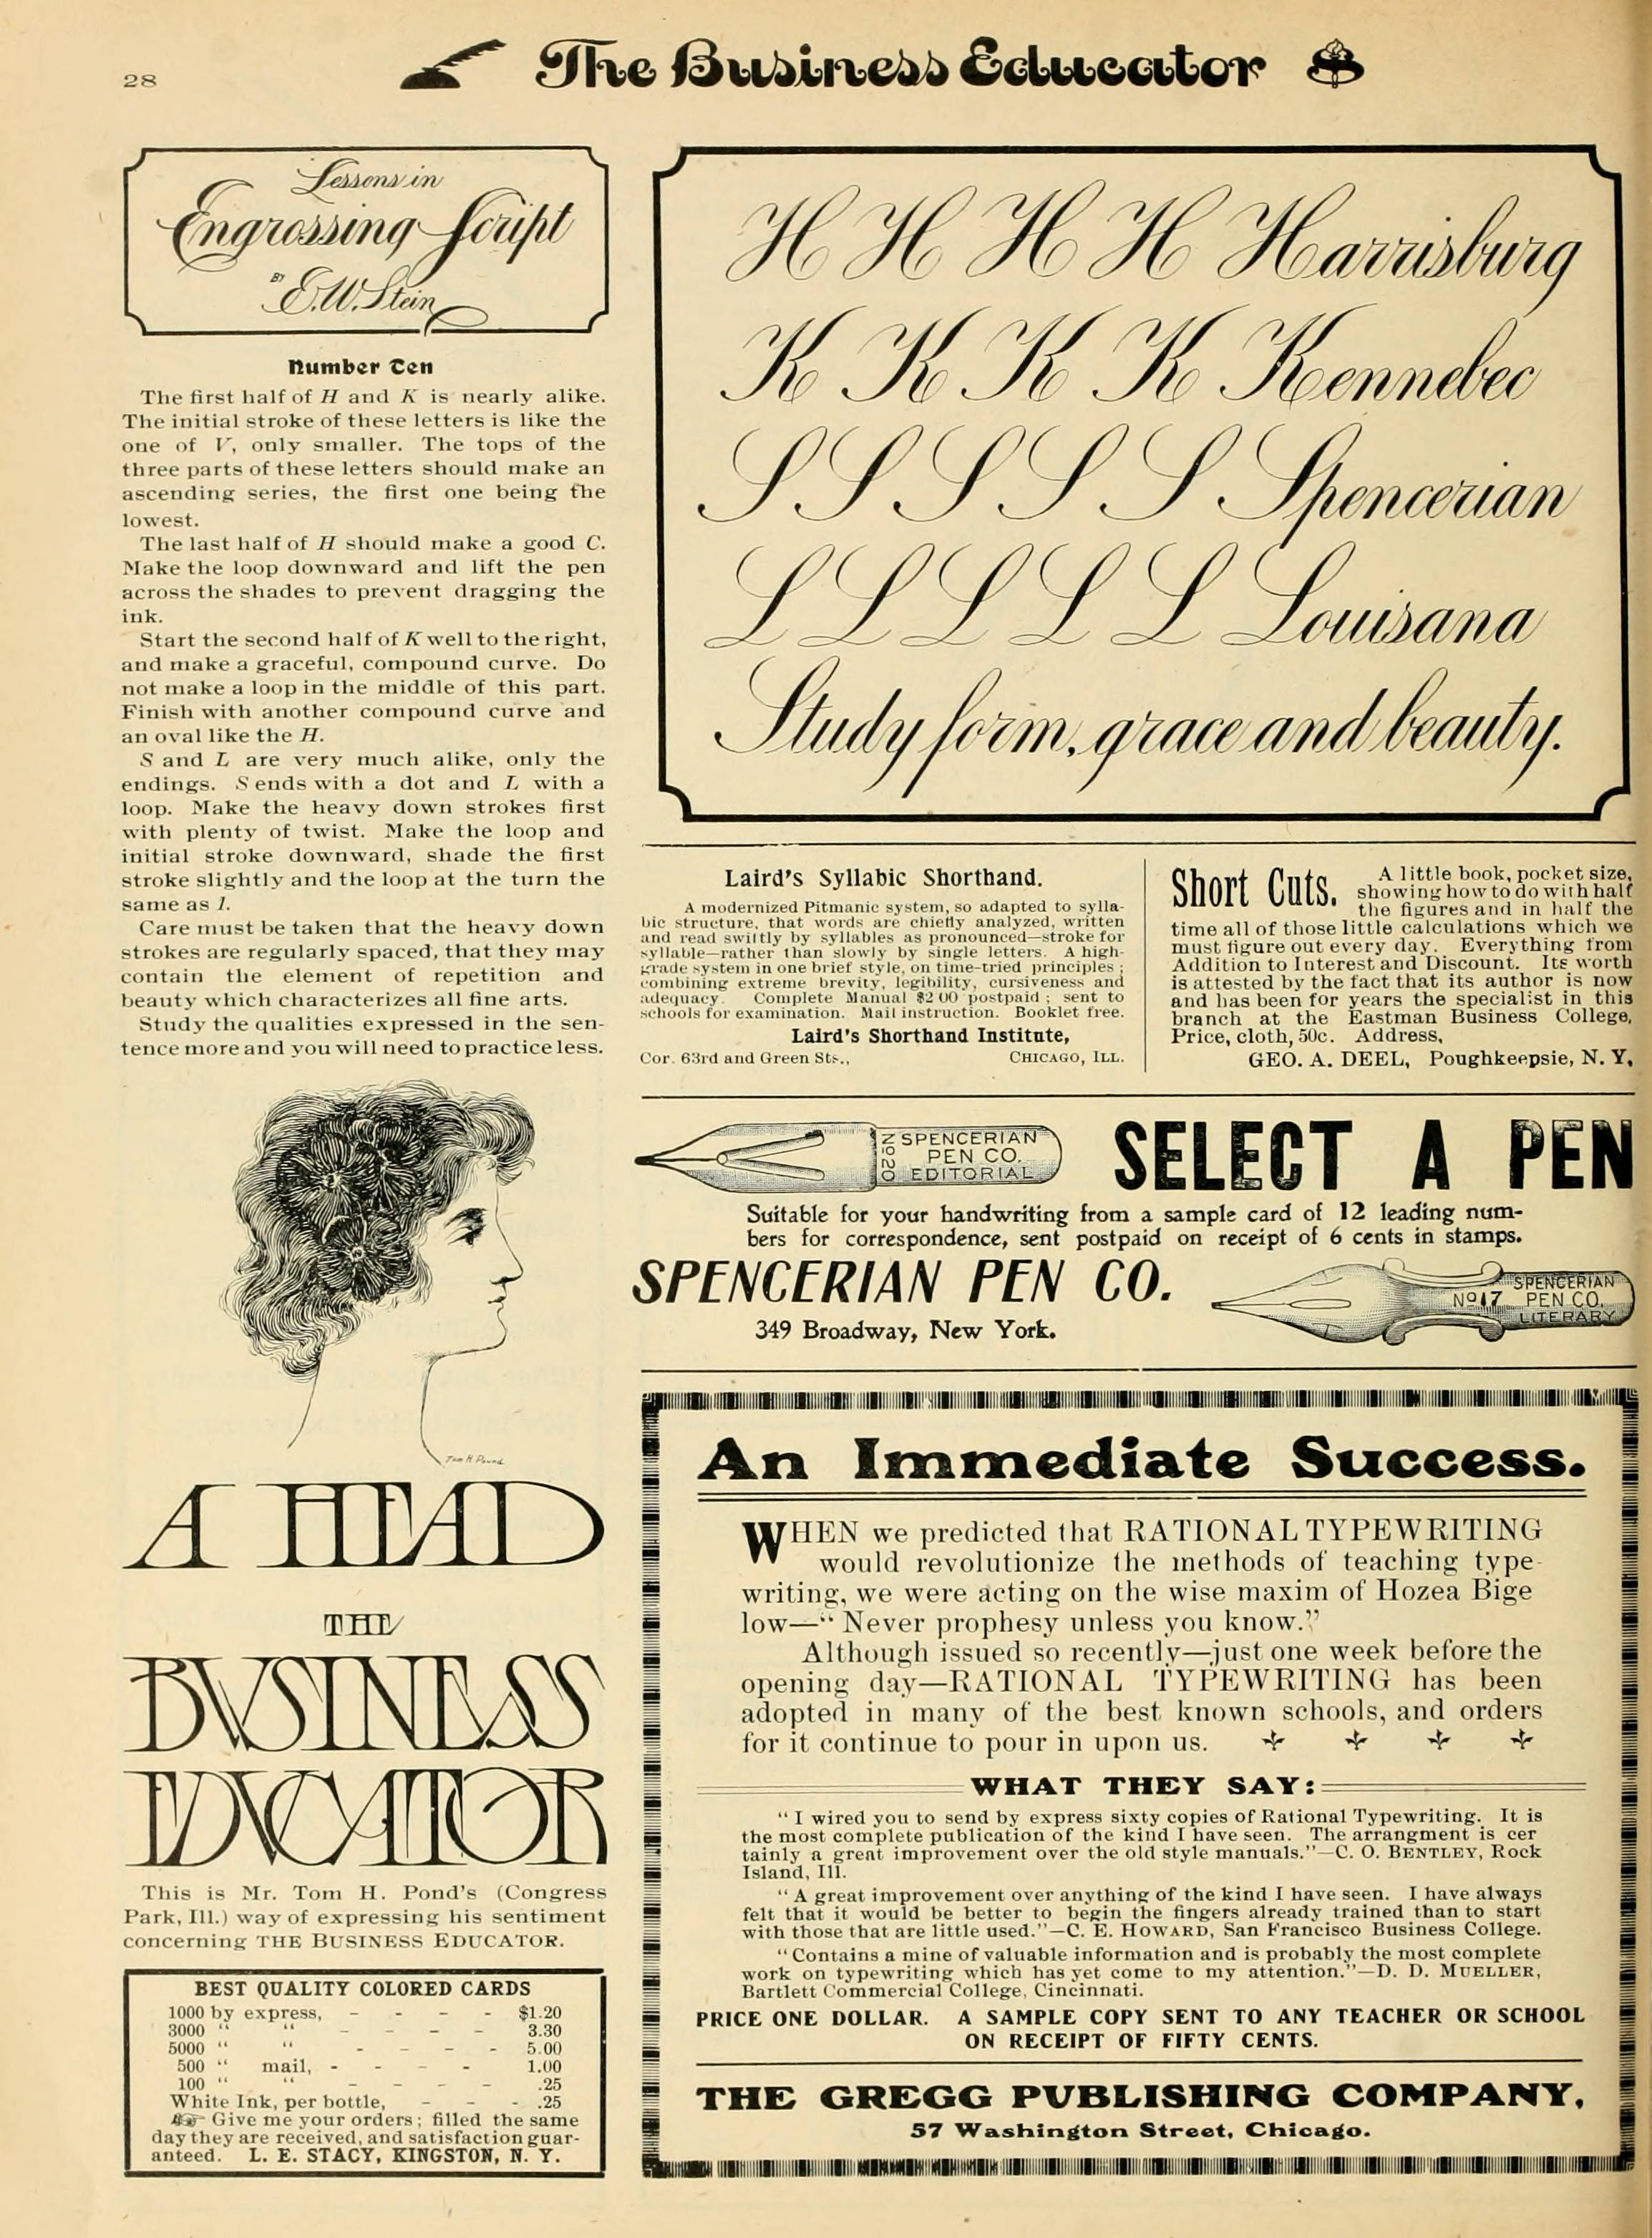 28
The Business Educator
Lessons in
Engrossing Script
BY
E.W. Stein
Number Ten
The first half of H and K is nearly alike.
The initial stroke of these letters is like the
one of V, only smaller. The tops of the
three parts of these letters should make an
ascending series, the first one being the
lowest.
The last half of H should make a good C.
Make the loop downward and lift the pen
across the shades to prevent dragging the
ink.
Start the second half of K well to the right,
and make a graceful, compound curve. Do
not make a loop in the middle of this part.
Finish with another compound curve and
an oval like the H.
S and L are very much alike, only the
endings. S ends with a dot and L with a
loop. Make the heavy down strokes first
with plenty of twist. Make the loop and
initial stroke downward, shade the first
stroke slightly and the loop at the turn the
same as l.
Care must be taken that the heavy down
strokes are regularly spaced, that they may
contain the element of repetition and
beauty which characterizes all fine arts.
Study the qualities expressed in the sen-
tence more and you will need to practice less.
Tom H. Pound
A HEAD
THE
BUSINESS
EDUCATOR
This is Mr. Tom H. Pond's (Congress
Park, Ill.) way of expressing his sentiment
concerning THE BUSINESS EDUCATOR.
BEST QUALITY COLORED CARDS
1000 by express, - - - - $1.20
3000 " " - - - - 3.30
5000 " " - - - - 5.00
500 " mail, - - - - 1.00
100 " " - - - - .25
White Ink, per bottle, - - - .25
☞ Give me your orders; filled the same
day they are received, and satisfaction guar-
anteed. L. E. STACY, KINGSTON, N. Y.
H H H H Harrisburg
K K K K K Kennebec
S S S S S Spencerian
L L L L L Louisana
Study form, grace and beauty.
Laird's Syllabic Shorthand.
A modernized Pitmanic system, so adapted to sylla-
bic structure, that words are chiefly analyzed, written
and read swiftly by syllables as pronounced—stroke for
syllable—rather than slowly by single letters. A high-
grade system in one brief style, on time-tried principles;
combining extreme brevity, legibility, cursiveness and
adequacy. Complete Manual $2 00 postpaid; sent to
schools for examination. Mail instruction. Booklet free.
Laird's Shorthand Institute,
Cor. 63rd and Green Sts., CHICAGO, ILL.
Short Cuts. A little book, pocket size,
showing how to do with half
the figures and in half the
time all of those little calculations which we
must figure out every day. Everything from
Addition to Interest and Discount. Its worth
is attested by the fact that its author is now
and has been for years the specialist in this
branch at the Eastman Business College,
Price, cloth, 50c. Address,
GEO. A. DEEL, Poughkeepsie, N. Y,
No 20
SPENCERIAN
PEN CO.
EDITORIAL
SELECT A PEN
Suitable for your handwriting from a sample card of 12 leading num-
bers for correspondence, sent postpaid on receipt of 6 cents in stamps.
SPENCERIAN PEN CO.
349 Broadway, New York.
SPENCERIAN
No 17 PEN CO.
LITERARY
An Immediate Success.
WHEN we predicted that RATIONAL TYPEWRITING
would revolutionize the methods of teaching type-
writing, we were acting on the wise maxim of Hozea Bige
low—"Never prophesy unless you know."
Although issued so recently—just one week before the
opening day—RATIONAL TYPEWRITING has been
adopted in many of the best known schools, and orders
for it continue to pour in upon us.
WHAT THEY SAY:
"I wired you to send by express sixty copies of Rational Typewriting. It is
the most complete publication of the kind I have seen. The arrangment is cer
tainly a great improvement over the old style manuals."—C. O. BENTLEY, Rock
Island, Ill.
"A great improvement over anything of the kind I have seen. I have always
felt that it would be better to begin the fingers already trained than to start
with those that are little used."—C. E. HOWARD, San Francisco Business College.
"Contains a mine of valuable information and is probably the most complete
work on typewriting which has yet come to my attention."—D. D. MUELLER,
Bartlett Commercial College, Cincinnati.
PRICE ONE DOLLAR. A SAMPLE COPY SENT TO ANY TEACHER OR SCHOOL
ON RECEIPT OF FIFTY CENTS.
THE GREGG PUBLISHING COMPANY,
57 Washington Street, Chicago.